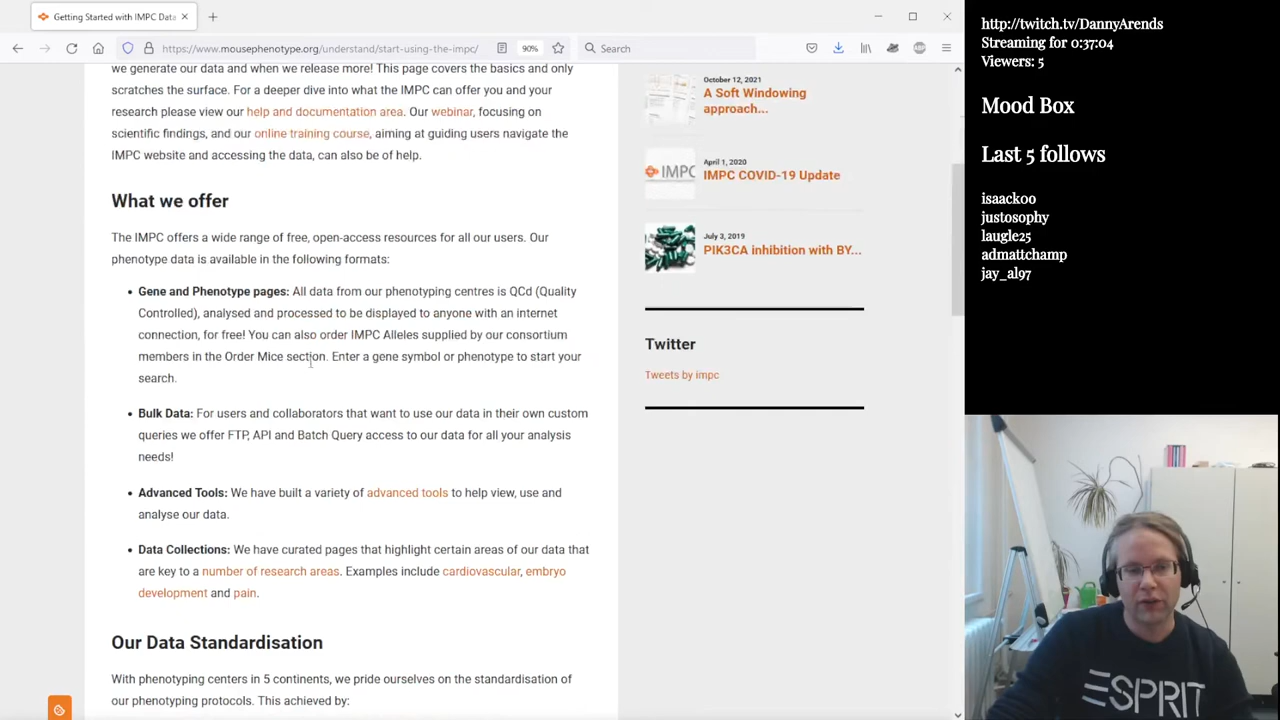 Getting Started with IMPC Data
https://www.mousephenotype.org/understand/start-using-the-impc/
90%
Search
we generate our data and when we release more! This page covers the basics and only
scratches the surface. For a deeper dive into what the IMPC can offer you and your
research please view our help and documentation area. Our webinar, focusing on
scientific findings, and our online training course, aiming at guiding users navigate the
IMPC website and accessing the data, can also be of help.
What we offer
The IMPC offers a wide range of free, open-access resources for all our users. Our
phenotype data is available in the following formats:
• Gene and Phenotype pages: All data from our phenotyping centres is QCd (Quality
Controlled), analysed and processed to be displayed to anyone with an internet
connection, for free! You can also order IMPC Alleles supplied by our consortium
members in the Order Mice section. Enter a gene symbol or phenotype to start your
search.
• Bulk Data: For users and collaborators that want to use our data in their own custom
queries we offer FTP, API and Batch Query access to our data for all your analysis
needs!
• Advanced Tools: We have built a variety of advanced tools to help view, use and
analyse our data.
• Data Collections: We have curated pages that highlight certain areas of our data that
are key to a number of research areas. Examples include cardiovascular, embryo
development and pain.
Our Data Standardisation
With phenotyping centers in 5 continents, we pride ourselves on the standardisation of
our phenotyping protocols. This achieved by:
October 12, 2021
A Soft Windowing
approach...
IMPC
April 1, 2020
IMPC COVID-19 Update
July 3, 2019
PIK3CA inhibition with BY...
Twitter
Tweets by impc
http://twitch.tv/DannyArends
Streaming for 0:37:04
Viewers: 5
Mood Box
Last 5 follows
isaackoo
justosophy
laugle25
admattchamp
jay_al97
ESPRIT